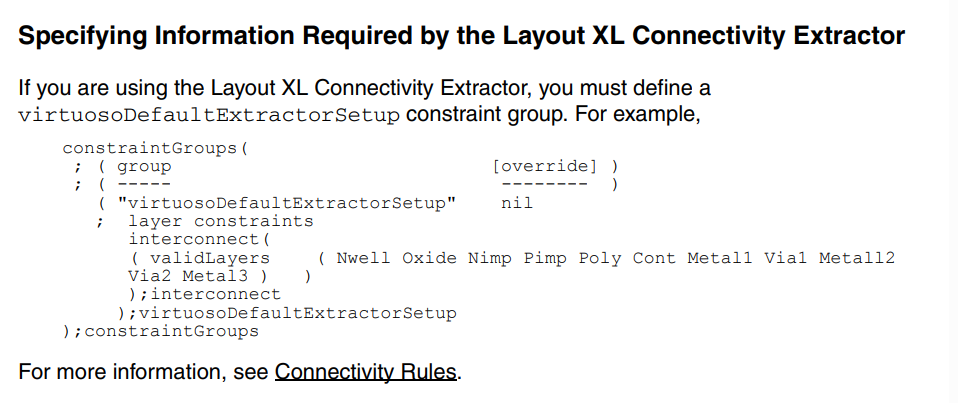 Specifying Information Required by the Layout XL Connectivity Extractor
If you are using the Layout XL Connectivity Extractor, you must define a
virtuosoDefaultExtractorSetup constraint group. For example,
constraintGroups(
; ( group [override] )
; ( ----- -------- )
( "virtuosoDefaultExtractorSetup" nil
; layer constraints
interconnect(
( validLayers ( Nwell Oxide Nimp Pimp Poly Cont Metal1 Via1 Metal12
Via2 Metal3 ) )
);interconnect
);virtuosoDefaultExtractorSetup
);constraintGroups
For more information, see Connectivity Rules.